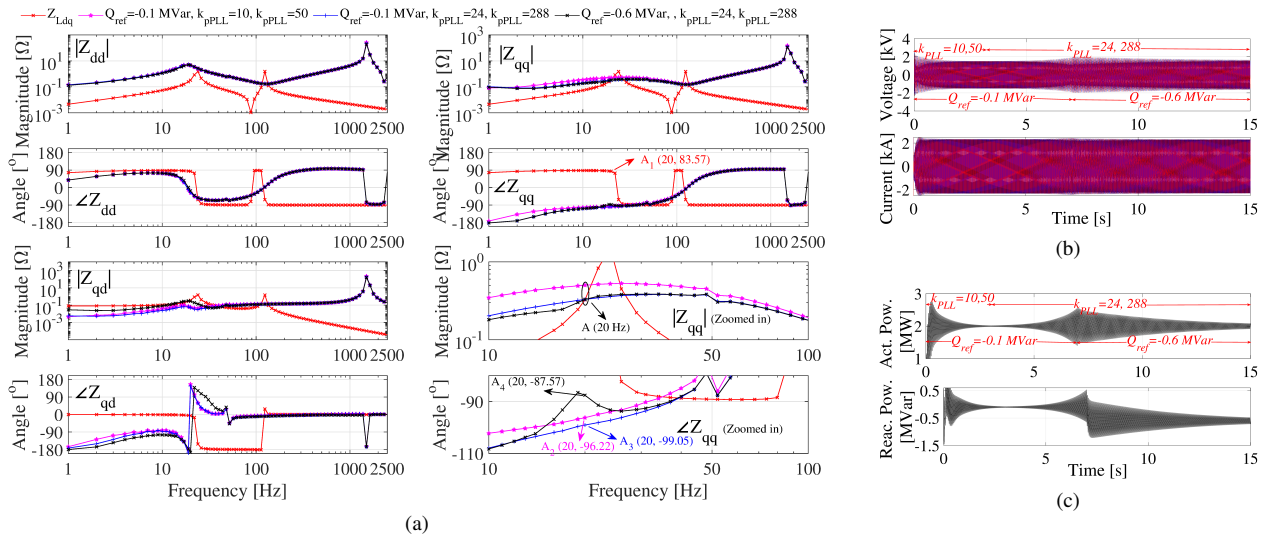 Z_Ldq Q_ref=-0.1 MVar, k_pPLL=10, k_pPLL=50 Q_ref=-0.1 MVar, k_pPLL=24, k_pPLL=288 Q_ref=-0.6 MVar, , k_pPLL=24, k_pPLL=288
Magnitude [Ω]
10^3
10^1
10^-1
10^-3
|Z_dd|
1 10 100 1000 2500
Angle [°]
180
90
0
-90
-180
∠Z_dd
1 10 100 1000 2500
Magnitude [Ω]
10^3
10^1
10^-1
10^-3
|Z_qd|
1 10 100 1000 2500
Angle [°]
180
90
0
-90
-180
∠Z_qd
1 10 100 1000 2500
Frequency [Hz]
Magnitude [Ω]
10^3
10^1
10^-1
10^-3
|Z_qq|
1 10 100 1000 2500
Angle [°]
180
90
0
-90
-180
A_1 (20, 83.57)
∠Z_qq
1 10 100 1000 2500
Magnitude [Ω]
10^0
10^-1
A (20 Hz)
|Z_qq| (Zoomed in)
10 50 100
Angle [°]
-90
-110
A_4 (20, -87.57)
A_2 (20, -96.22)
A_3 (20, -99.05)
∠Z_qq (Zoomed in)
10 50 100
Frequency [Hz]
(a)
Voltage [kV]
4
2
0
-2
-4
k_PLL=10,50 k_PLL=24, 288
Q_ref=-0.1 MVar Q_ref=-0.6 MVar
Current [kA]
2
0
-2
0 5 10 15
Time [s]
(b)
Act. Pow.
[MW]
3
2
1
k_PLL=10,50 k_PLL=24, 288
Q_ref=-0.1 MVar Q_ref=-0.6 MVar
Reac. Pow.
[MVar]
0.5
-0.5
-1.5
0 5 10 15
Time [s]
(c)